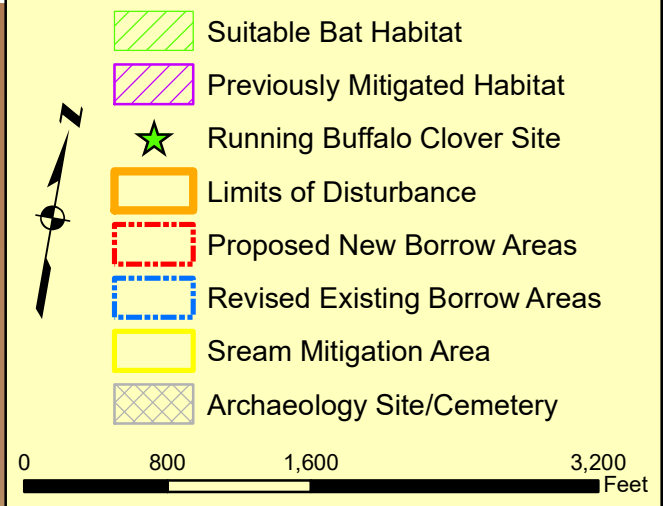 Suitable Bat Habitat
Previously Mitigated Habitat
Running Buffalo Clover Site
Limits of Disturbance
Proposed New Borrow Areas
Revised Existing Borrow Areas
Sream Mitigation Area
Archaeology Site/Cemetery
N
0 800 1,600 3,200
Feet